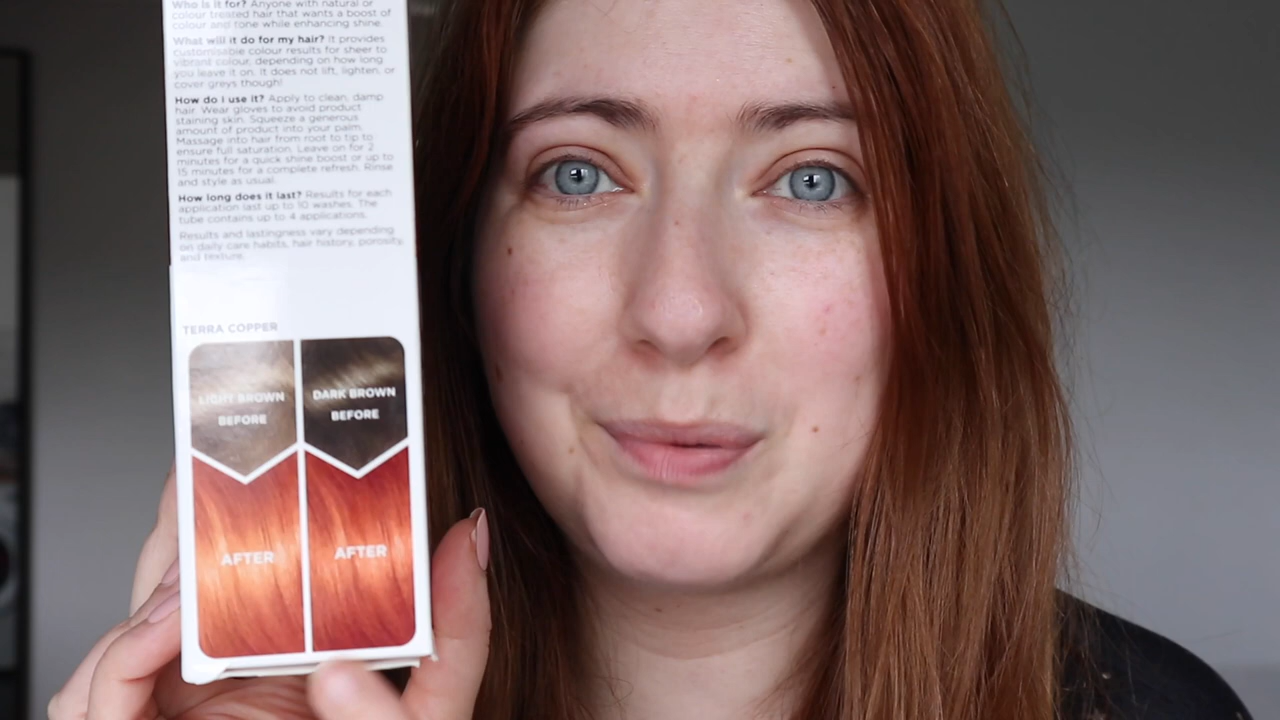 Who is it for? Anyone with natural or
colour treated hair that wants a boost of
colour and tone while enhancing shine.
What will it do for my hair? It provides
customisable colour results for sheer to
vibrant colour, depending on how long
you leave it on. It does not lift, lighten, or
cover greys though!
How do I use it? Apply to clean, damp
hair. Wear gloves to avoid product
staining skin. Squeeze a generous
amount of product into your palm.
Massage into hair from root to tip to
ensure full saturation. Leave on for 2
minutes for a quick shine boost or up to
15 minutes for a complete refresh. Rinse
and style as usual.
How long does it last? Results for each
application last up to 10 washes. The
tube contains up to 4 applications.
Results and lastingness vary depending
on daily care habits, hair history, porosity,
and texture.
TERRA COPPER
LIGHT BROWN
BEFORE
DARK BROWN
BEFORE
AFTER
AFTER